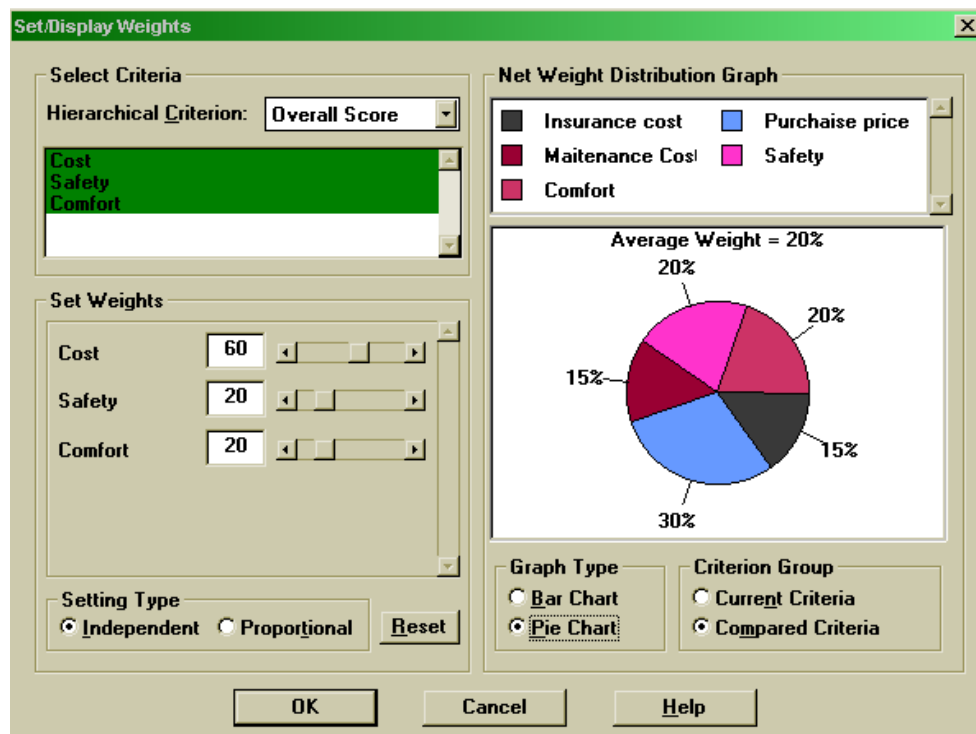 Set/Display Weights
Select Criteria
Hierarchical Criterion: Overall Score
Cost
Safety
Comfort
Set Weights
Cost 60
Safety 20
Comfort 20
Setting Type
Independent Proportional Reset
Net Weight Distribution Graph
Insurance cost Purchaise price
Maitenance Cos Safety
Comfort
Average Weight = 20%
20%
20%
15%
15%
30%
Graph Type
Bar Chart
Pie Chart
Criterion Group
Current Criteria
Compared Criteria
OK Cancel Help